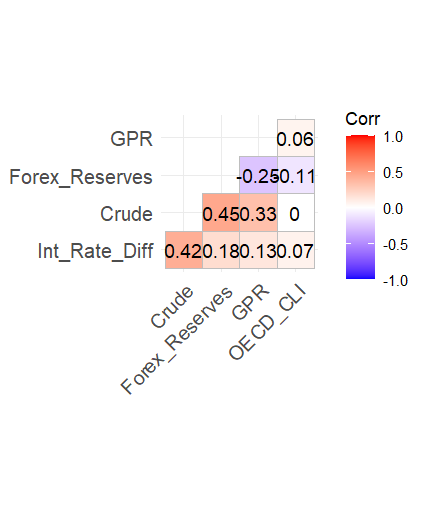 Corr
GPR 0.06
Forex_Reserves -0.25 -0.11
Crude 0.45 0.33 0
Int_Rate_Diff 0.42 0.18 0.13 0.07
Crude
Forex_Reserves
GPR
OECD_CLI
1.0
0.5
0.0
-0.5
-1.0